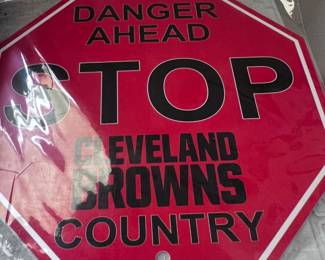 DANGER
AHEAD
STOP
CLEVELAND
BROWNS
COUNTRY